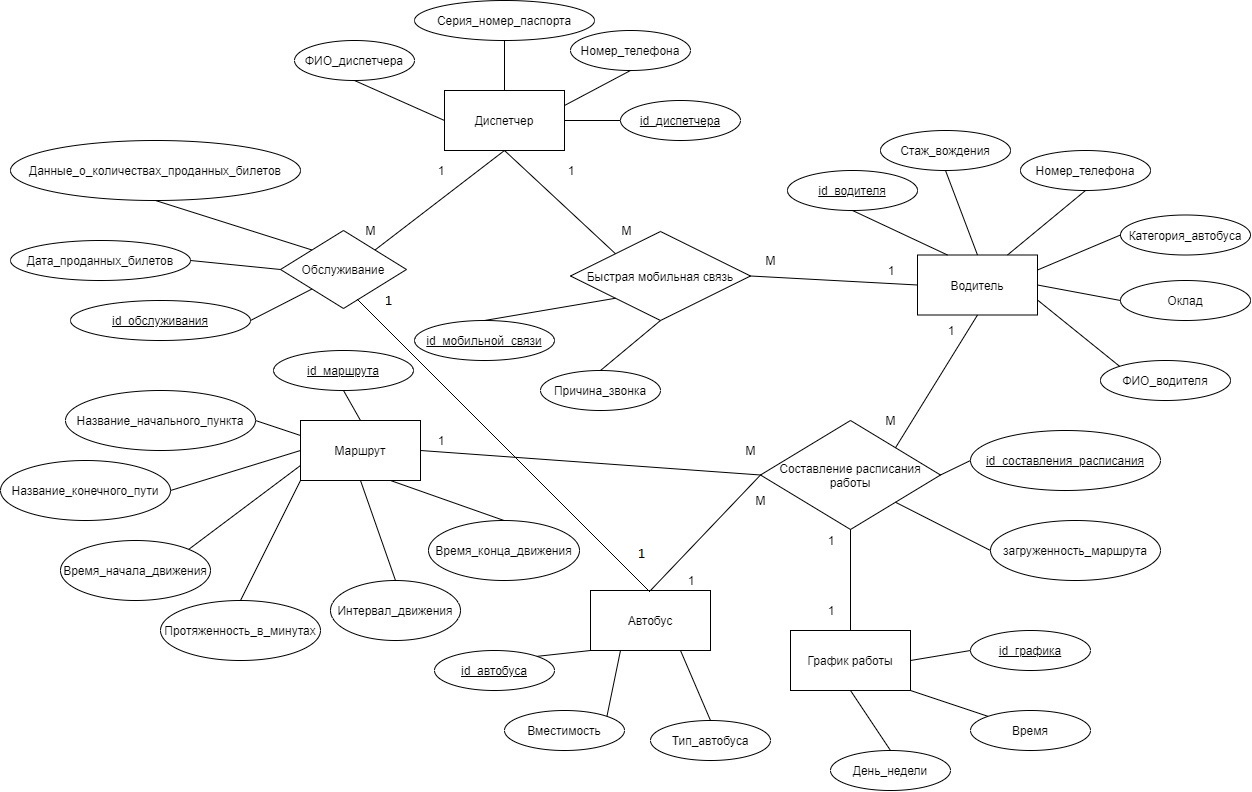 Серия_номер_паспорта
ФИО_диспетчера
Номер_телефона
Диспетчер
id_диспетчера
Стаж_вождения
Данные_о_количествах_проданных_билетов
1
1
Номер_телефона
id_водителя
М
М
Категория_автобуса
Дата_проданных_билетов
Обслуживание
Быстрая мобильная связь
М
1
Водитель
Оклад
1
id_обслуживания
id_мобильной_связи
1
id_маршрута
Причина_звонка
ФИО_водителя
Название_начального_пункта
М
Маршрут
1
М
Составление расписания
работы
id_составления_расписания
Название_конечного_пути
М
Время_конца_движения
1
1
загруженность_маршрута
Время_начала_движения
1
Интервал_движения
1
Протяженность_в_минутах
Автобус
id_графика
График работы
id_автобуса
Вместимость
Тип_автобуса
Время
День_недели